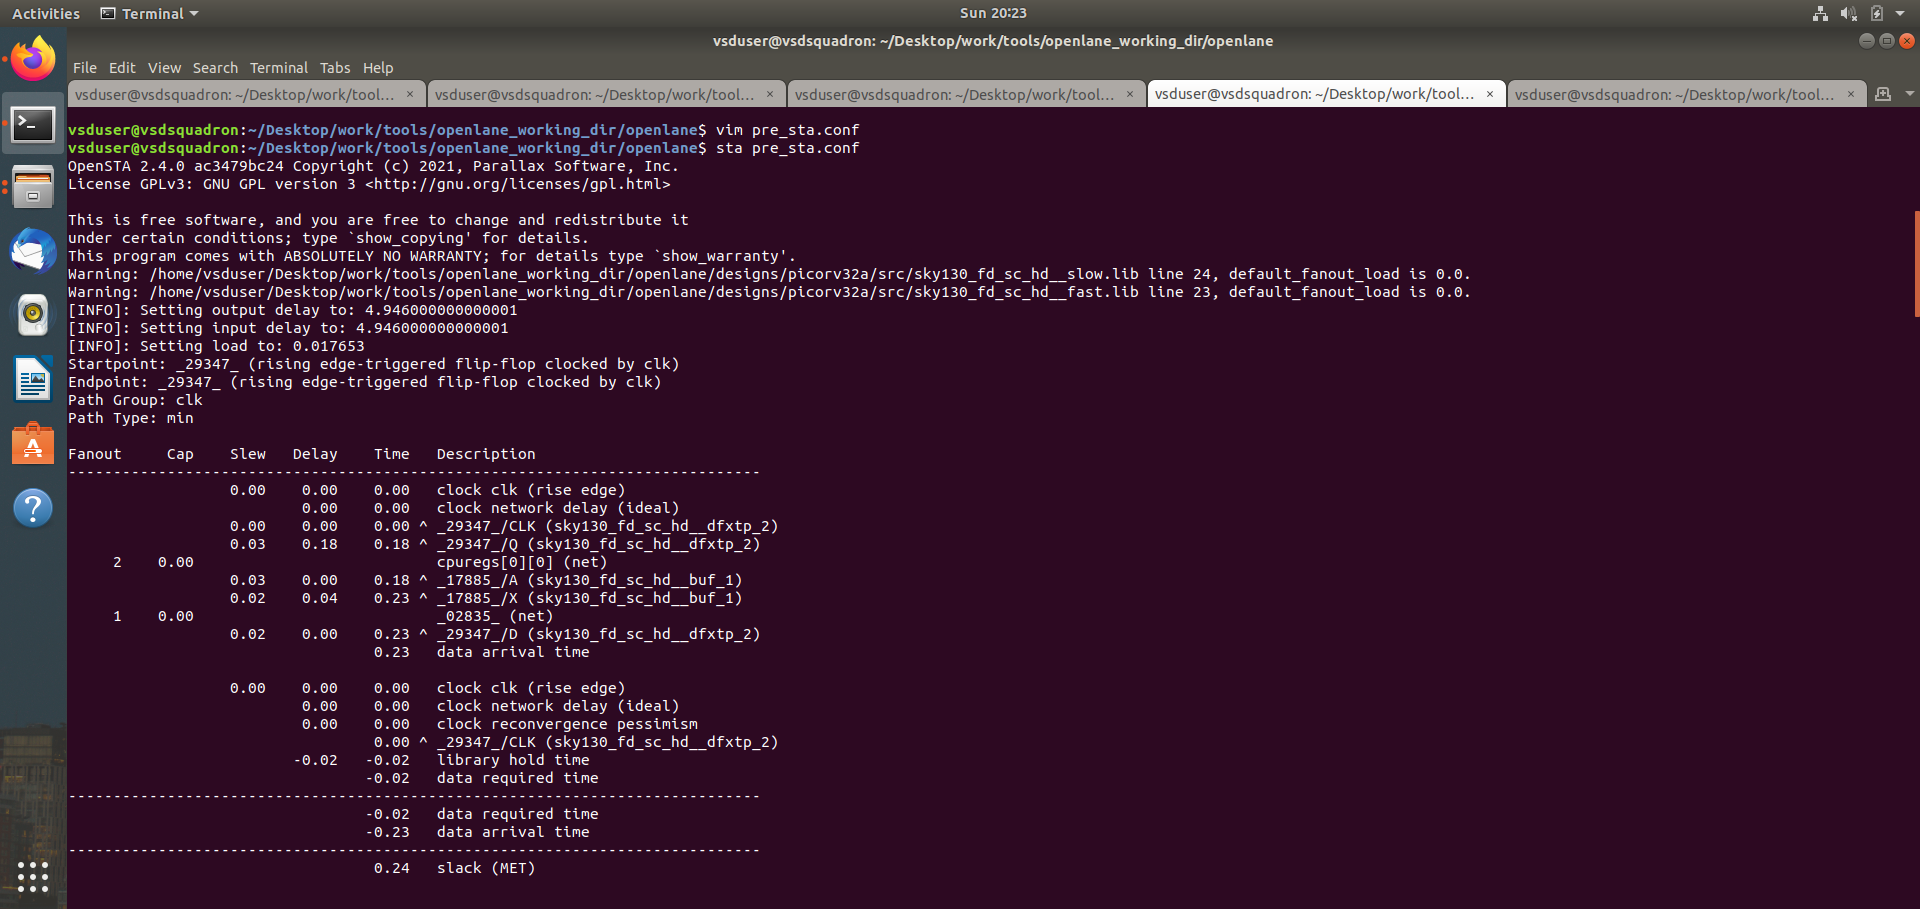 Activities Terminal Sun 20:23
vsduser@vsdsquadron: ~/Desktop/work/tools/openlane_working_dir/openlane
File Edit View Search Terminal Tabs Help
vsduser@vsdsquadron: ~/Desktop/work/tool... × vsduser@vsdsquadron: ~/Desktop/work/tool... × vsduser@vsdsquadron: ~/Desktop/work/tool... × vsduser@vsdsquadron: ~/Desktop/work/tool... × vsduser@vsdsquadron: ~/Desktop/work/tool... ×
vsduser@vsdsquadron:~/Desktop/work/tools/openlane_working_dir/openlane$ vim pre_sta.conf
vsduser@vsdsquadron:~/Desktop/work/tools/openlane_working_dir/openlane$ sta pre_sta.conf
OpenSTA 2.4.0 ac3479bc24 Copyright (c) 2021, Parallax Software, Inc.
License GPLv3: GNU GPL version 3 <http://gnu.org/licenses/gpl.html>
This is free software, and you are free to change and redistribute it
under certain conditions; type `show_copying' for details.
This program comes with ABSOLUTELY NO WARRANTY; for details type `show_warranty'.
Warning: /home/vsduser/Desktop/work/tools/openlane_working_dir/openlane/designs/picorv32a/src/sky130_fd_sc_hd__slow.lib line 24, default_fanout_load is 0.0.
Warning: /home/vsduser/Desktop/work/tools/openlane_working_dir/openlane/designs/picorv32a/src/sky130_fd_sc_hd__fast.lib line 23, default_fanout_load is 0.0.
[INFO]: Setting output delay to: 4.946000000000001
[INFO]: Setting input delay to: 4.946000000000001
[INFO]: Setting load to: 0.017653
Startpoint: _29347_ (rising edge-triggered flip-flop clocked by clk)
Endpoint: _29347_ (rising edge-triggered flip-flop clocked by clk)
Path Group: clk
Path Type: min
Fanout Cap Slew Delay Time Description
-----------------------------------------------------------------------------
0.00 0.00 0.00 clock clk (rise edge)
0.00 0.00 clock network delay (ideal)
0.00 0.00 0.00 ^ _29347_/CLK (sky130_fd_sc_hd__dfxtp_2)
0.03 0.18 0.18 ^ _29347_/Q (sky130_fd_sc_hd__dfxtp_2)
2 0.00 cpuregs[0][0] (net)
0.03 0.00 0.18 ^ _17885_/A (sky130_fd_sc_hd__buf_1)
0.02 0.04 0.23 ^ _17885_/X (sky130_fd_sc_hd__buf_1)
1 0.00 _02835_ (net)
0.02 0.00 0.23 ^ _29347_/D (sky130_fd_sc_hd__dfxtp_2)
0.23 data arrival time
0.00 0.00 0.00 clock clk (rise edge)
0.00 0.00 clock network delay (ideal)
0.00 0.00 clock reconvergence pessimism
0.00 ^ _29347_/CLK (sky130_fd_sc_hd__dfxtp_2)
-0.02 -0.02 library hold time
-0.02 data required time
-----------------------------------------------------------------------------
-0.02 data required time
-0.23 data arrival time
-----------------------------------------------------------------------------
0.24 slack (MET)